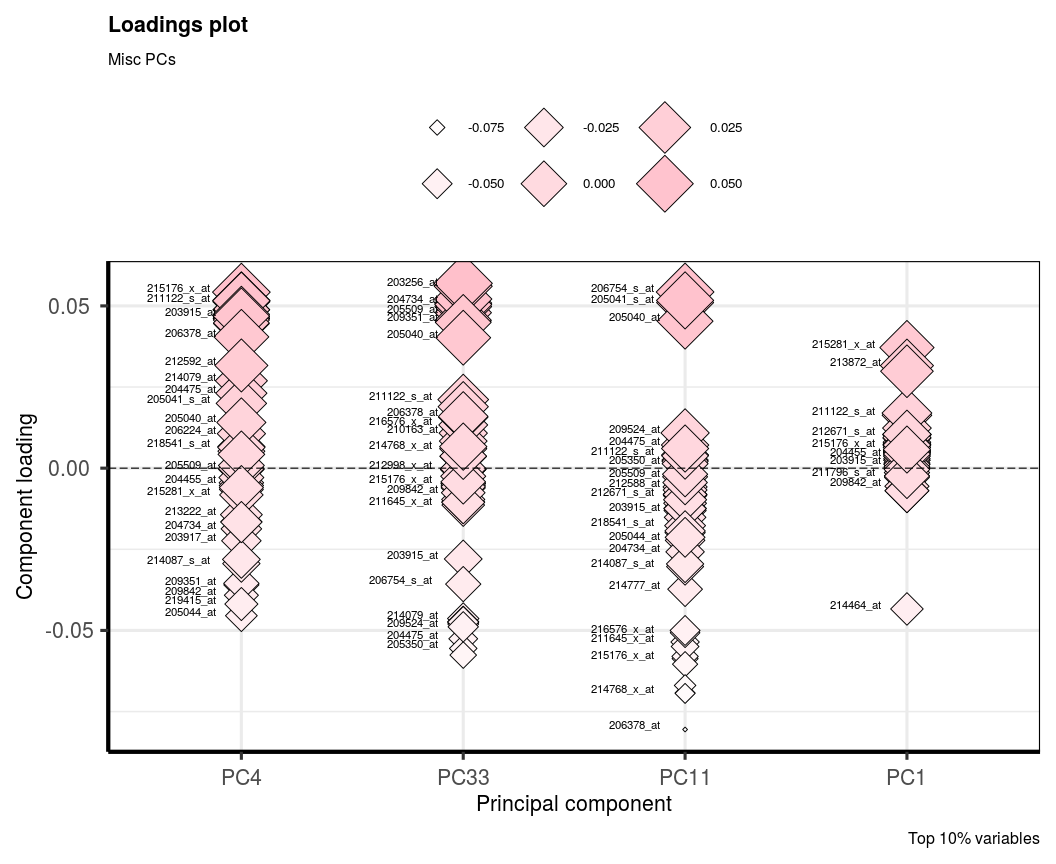 Loadings plot
Misc PCs
-0.075 -0.025 0.025
-0.050 0.000 0.050
Component loading
0.05
0.00
-0.05
215176_x_at
211122_s_at
203915_at
206378_at
212592_at
214079_at
204475_at
205041_s_at
205040_at
206224_at
218541_s_at
205509_at
204455_at
215281_x_at
213222_at
204734_at
203917_at
214087_s_at
209351_at
209842_at
219415_at
205044_at
203256_at
204734_at
205509_at
209351_at
205040_at
211122_s_at
206378_at
216576_x_at
210163_at
214768_x_at
212998_x_at
215176_x_at
209842_at
211645_x_at
203915_at
206754_s_at
214079_at
209524_at
204475_at
205350_at
206754_s_at
205041_s_at
205040_at
209524_at
204475_at
211122_s_at
205350_at
205509_at
212588_at
212671_s_at
203915_at
218541_s_at
205044_at
204734_at
214087_s_at
214777_at
216576_x_at
211645_x_at
215176_x_at
214768_x_at
206378_at
215281_x_at
213872_at
211122_s_at
212671_s_at
215176_x_at
204455_at
203915_at
211796_s_at
209842_at
214464_at
PC4 PC33 PC11 PC1
Principal component
Top 10% variables